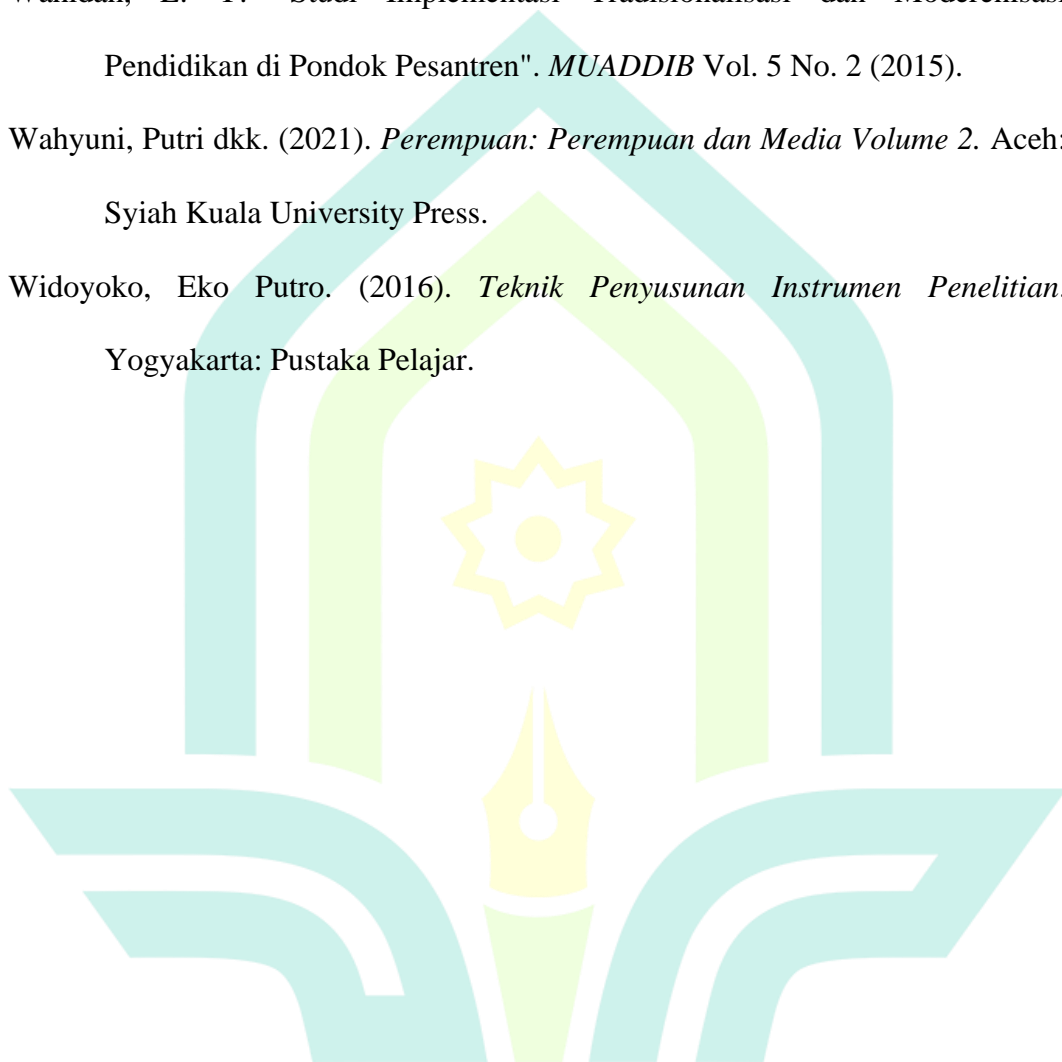 Pendidikan di Pondok Pesantren". MUADDIB Vol. 5 No. 2 (2015).
Wahyuni, Putri dkk. (2021). Perempuan: Perempuan dan Media Volume 2. Aceh:
Syiah Kuala University Press.
Widoyoko, Eko Putro. (2016). Teknik Penyusunan Instrumen Penelitian.
Yogyakarta: Pustaka Pelajar.